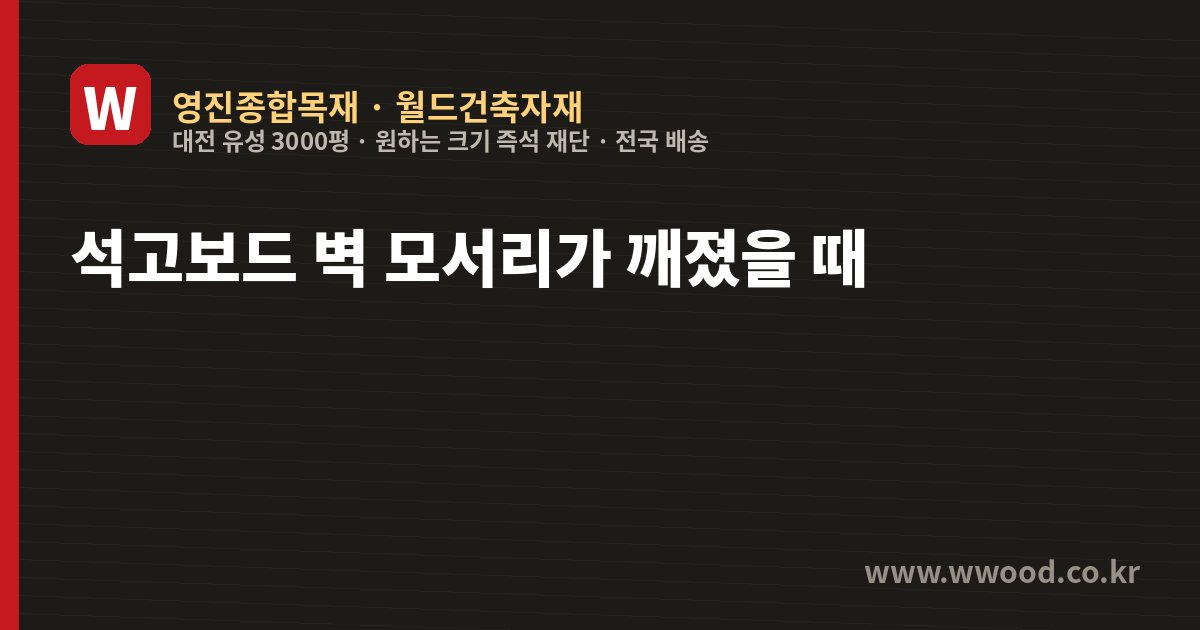 W
영진종합목재 · 월드건축자재
대전 유성 3000평 · 원하는 크기 즉석 재단 · 전국 배송
석고보드 벽 모서리가 깨졌을 때
www.wwood.co.kr